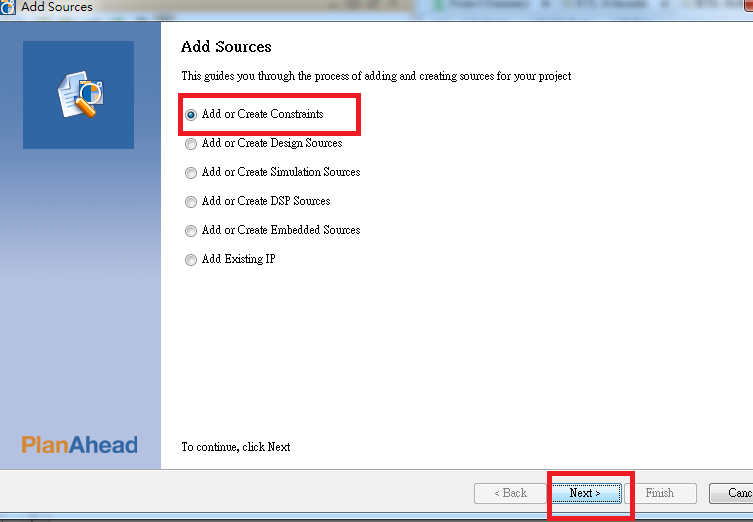 Add Sources
Add Sources
This guides you through the process of adding and creating sources for your project
Add or Create Constraints
Add or Create Design Sources
Add or Create Simulation Sources
Add or Create DSP Sources
Add or Create Embedded Sources
Add Existing IP
PlanAhead
To continue, click Next
< Back
Next >
Finish
Canc